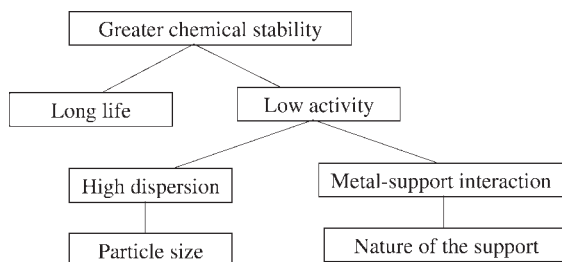 Greater chemical stability
Long life
Low activity
High dispersion
Metal-support interaction
Particle size
Nature of the support